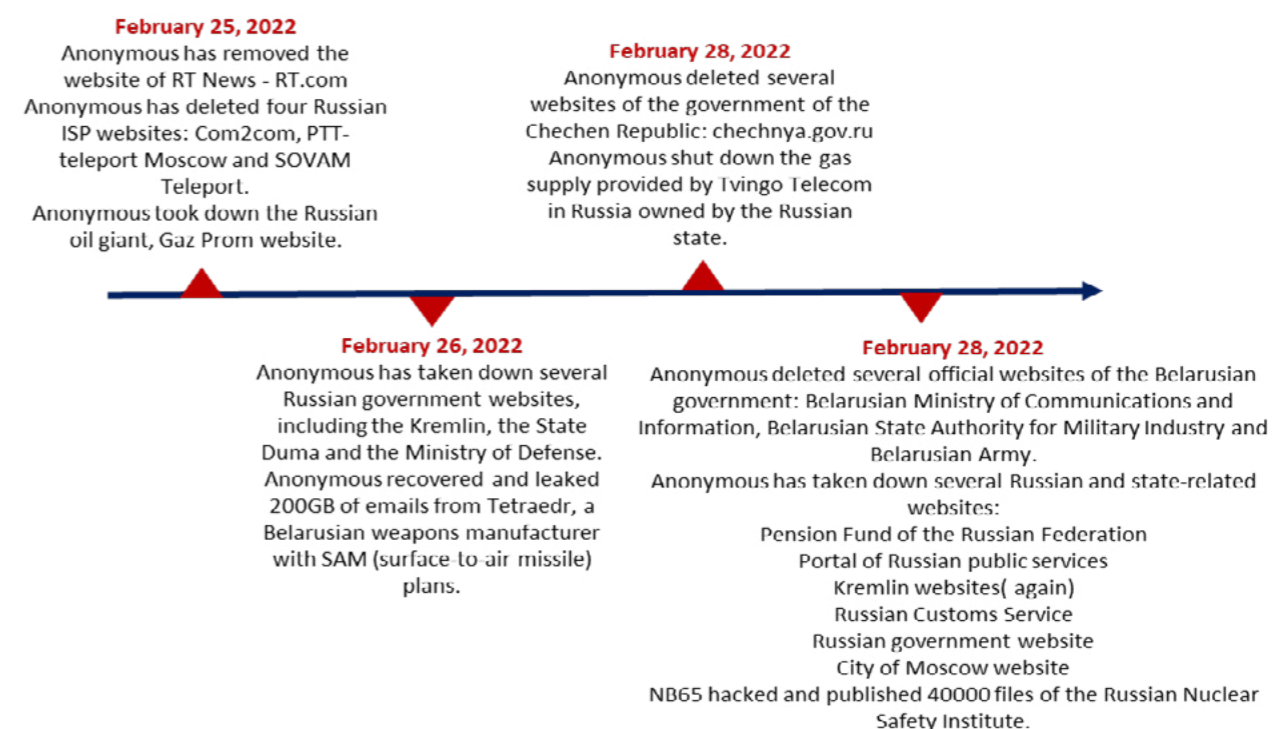 February 25, 2022
Anonymous has removed the
website of RT News - RT.com
Anonymous has deleted four Russian
ISP websites: Com2com, PTT-
teleport Moscow and SOVAM
Teleport.
Anonymous took down the Russian
oil giant, Gaz Prom website.
February 28, 2022
Anonymous deleted several
websites of the government of the
Chechen Republic: chechnya.gov.ru
Anonymous shut down the gas
supply provided by Tvingo Telecom
in Russia owned by the Russian
state.
February 26, 2022
Anonymous has taken down several
Russian government websites,
including the Kremlin, the State
Duma and the Ministry of Defense.
Anonymous recovered and leaked
200GB of emails from Tetraedr, a
Belarusian weapons manufacturer
with SAM (surface-to-air missile)
plans.
February 28, 2022
Anonymous deleted several official websites of the Belarusian
government: Belarusian Ministry of Communications and
Information, Belarusian State Authority for Military Industry and
Belarusian Army.
Anonymous has taken down several Russian and state-related
websites:
Pension Fund of the Russian Federation
Portal of Russian public services
Kremlin websites( again)
Russian Customs Service
Russian government website
City of Moscow website
NB65 hacked and published 40000 files of the Russian Nuclear
Safety Institute.